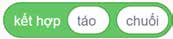 kết hợp táo chuối